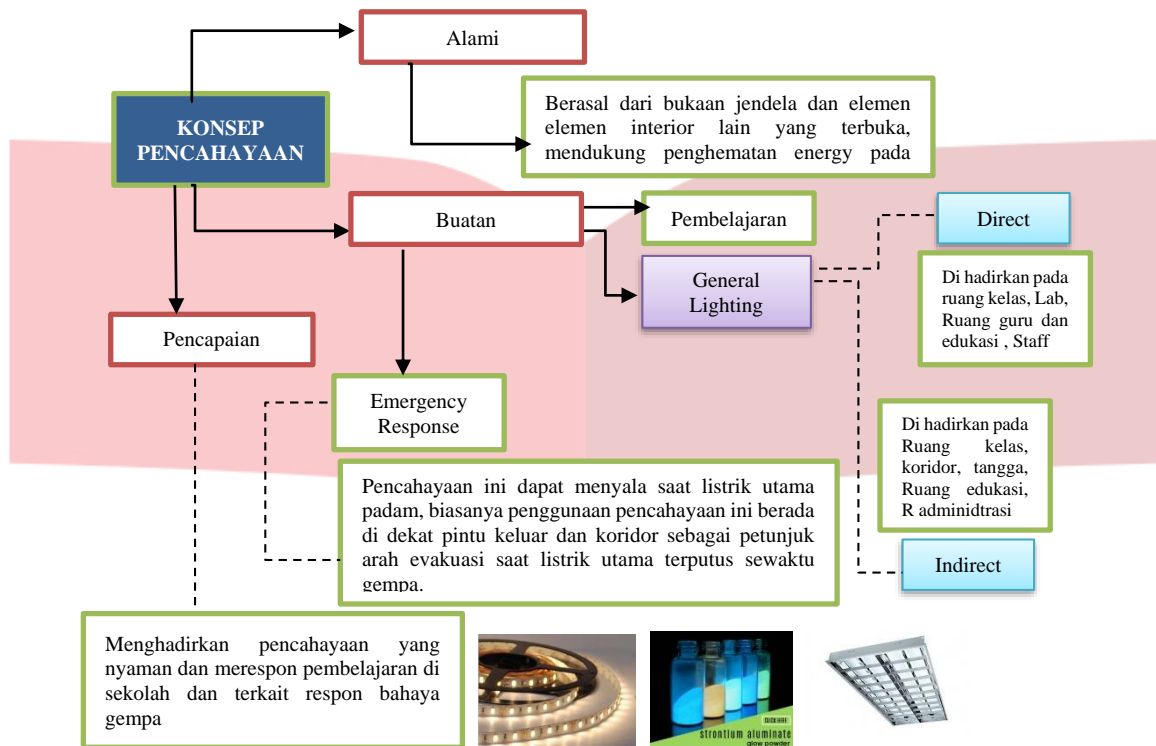 Alami
KONSEP
PENCAHAYAAN
Berasal dari bukaan jendela dan elemen
elemen interior lain yang terbuka,
mendukung penghematan energy pada
Buatan
Pembelajaran
Direct
General
Lighting
Di hadirkan pada
ruang kelas, Lab,
Ruang guru dan
edukasi , Staff
Pencapaian
Emergency
Response
Di hadirkan pada
Ruang kelas,
koridor, tangga,
Ruang edukasi,
R adminidtrasi
Pencahayaan ini dapat menyala saat listrik utama
padam, biasanya penggunaan pencahayaan ini berada
di dekat pintu keluar dan koridor sebagai petunjuk
arah evakuasi saat listrik utama terputus sewaktu
gempa.
Indirect
Menghadirkan pencahayaan yang
nyaman dan merespon pembelajaran di
sekolah dan terkait respon bahaya
gempa
strontium aluminate
glow powder